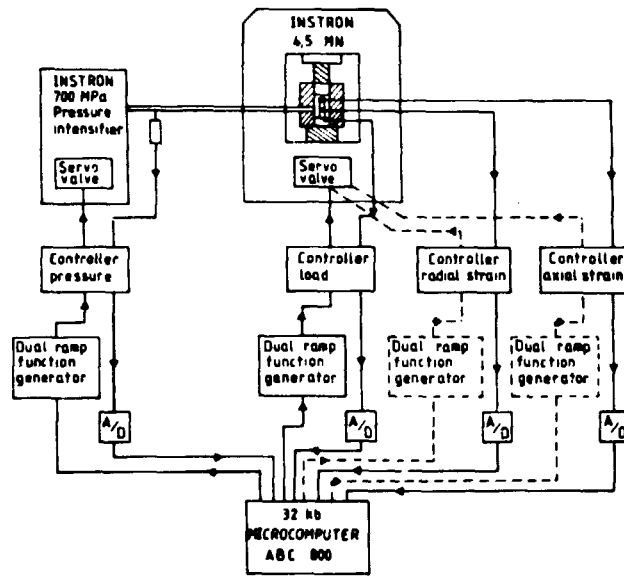 INSTRON
4,5 MN
INSTRON
700 MPa
Pressure
intensifier
Servo
valve
Servo
valve
Controller
pressure
Controller
load
Controller
radial strain
Controller
axial strain
Dual ramp
function
generator
Dual ramp
function
generator
Dual ramp
function
generator
Dual ramp
function
generator
A/D
A/D
A/D
A/D
32 kb
MICROCOMPUTER
ABC 800